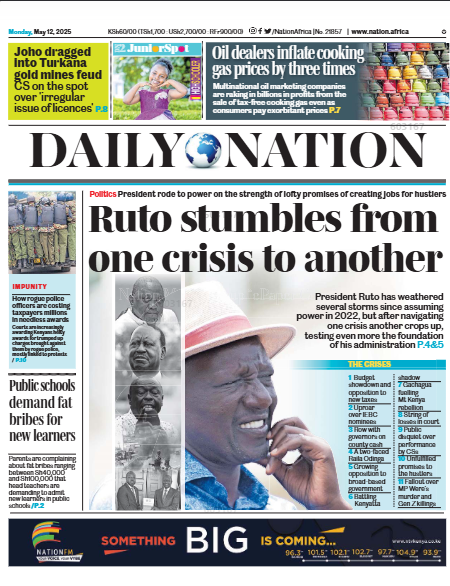 Monday, May 12, 2025
KSh60/00 (TSh1,700 : USh2,700/00 : RFr900/00)
/NationAfrica | No. 21857 | www.nation.africa
Joho dragged
into Turkana
gold mines feud
CS on the spot
over 'irregular
issue of licences' P.8
Junior Spot
Oil dealers inflate cooking
gas prices by three times
Multinational oil marketing companies
are raking in billions in profits from the
sale of tax-free cooking gas even as
consumers pay exorbitant prices P.7
803167
DAILY NATION
Politics President rode to power on the strength of lofty promises of creating jobs for hustlers
Ruto stumbles from
one crisis to another
President Ruto has weathered
several storms since assuming
power in 2022, but after navigating
one crisis another crops up,
testing even more the foundation
of his administration P.4&5
IMPUNITY
How rogue police
officers are costing
taxpayers millions
in needless awards
Courts are increasingly
awarding Kenyans hefty
awards for trumped up
charges brought against
them by rogue police,
mostly linked to protests
/P.10
Public schools
demand fat
bribes for
new learners
Parents are complaining
about fat bribes ranging
between Sh40,000
and Sh100,000 that
head teachers are
demanding to admit
new learners in public
schools /P.2
THE CRISES
1 Budget
showdown and
opposition to
new taxes
2 Uproar
over IEBC
nominees
3 Row with
governors on
county cash
4 A two-faced
Raila Odinga
5 Growing
opposition to
broad-based
government
6 Battling
Kenyatta
shadow
7 Gachagua
fuelling
Mt Kenya
rebellion
8 String of
losses in court
9 Public
disquiet over
performance
by CSs
10 Unfulfilled
promises to
the hustlers
11 Fallout over
MP Were's
murder and
Gen Z killings
NATION FM
YOUR VOICE. YOUR VYBE
SOMETHING BIG IS COMING...
www.ntvkenya.co.ke
96.3 101.5 102.1 102.7 97.7 104.9 93.9